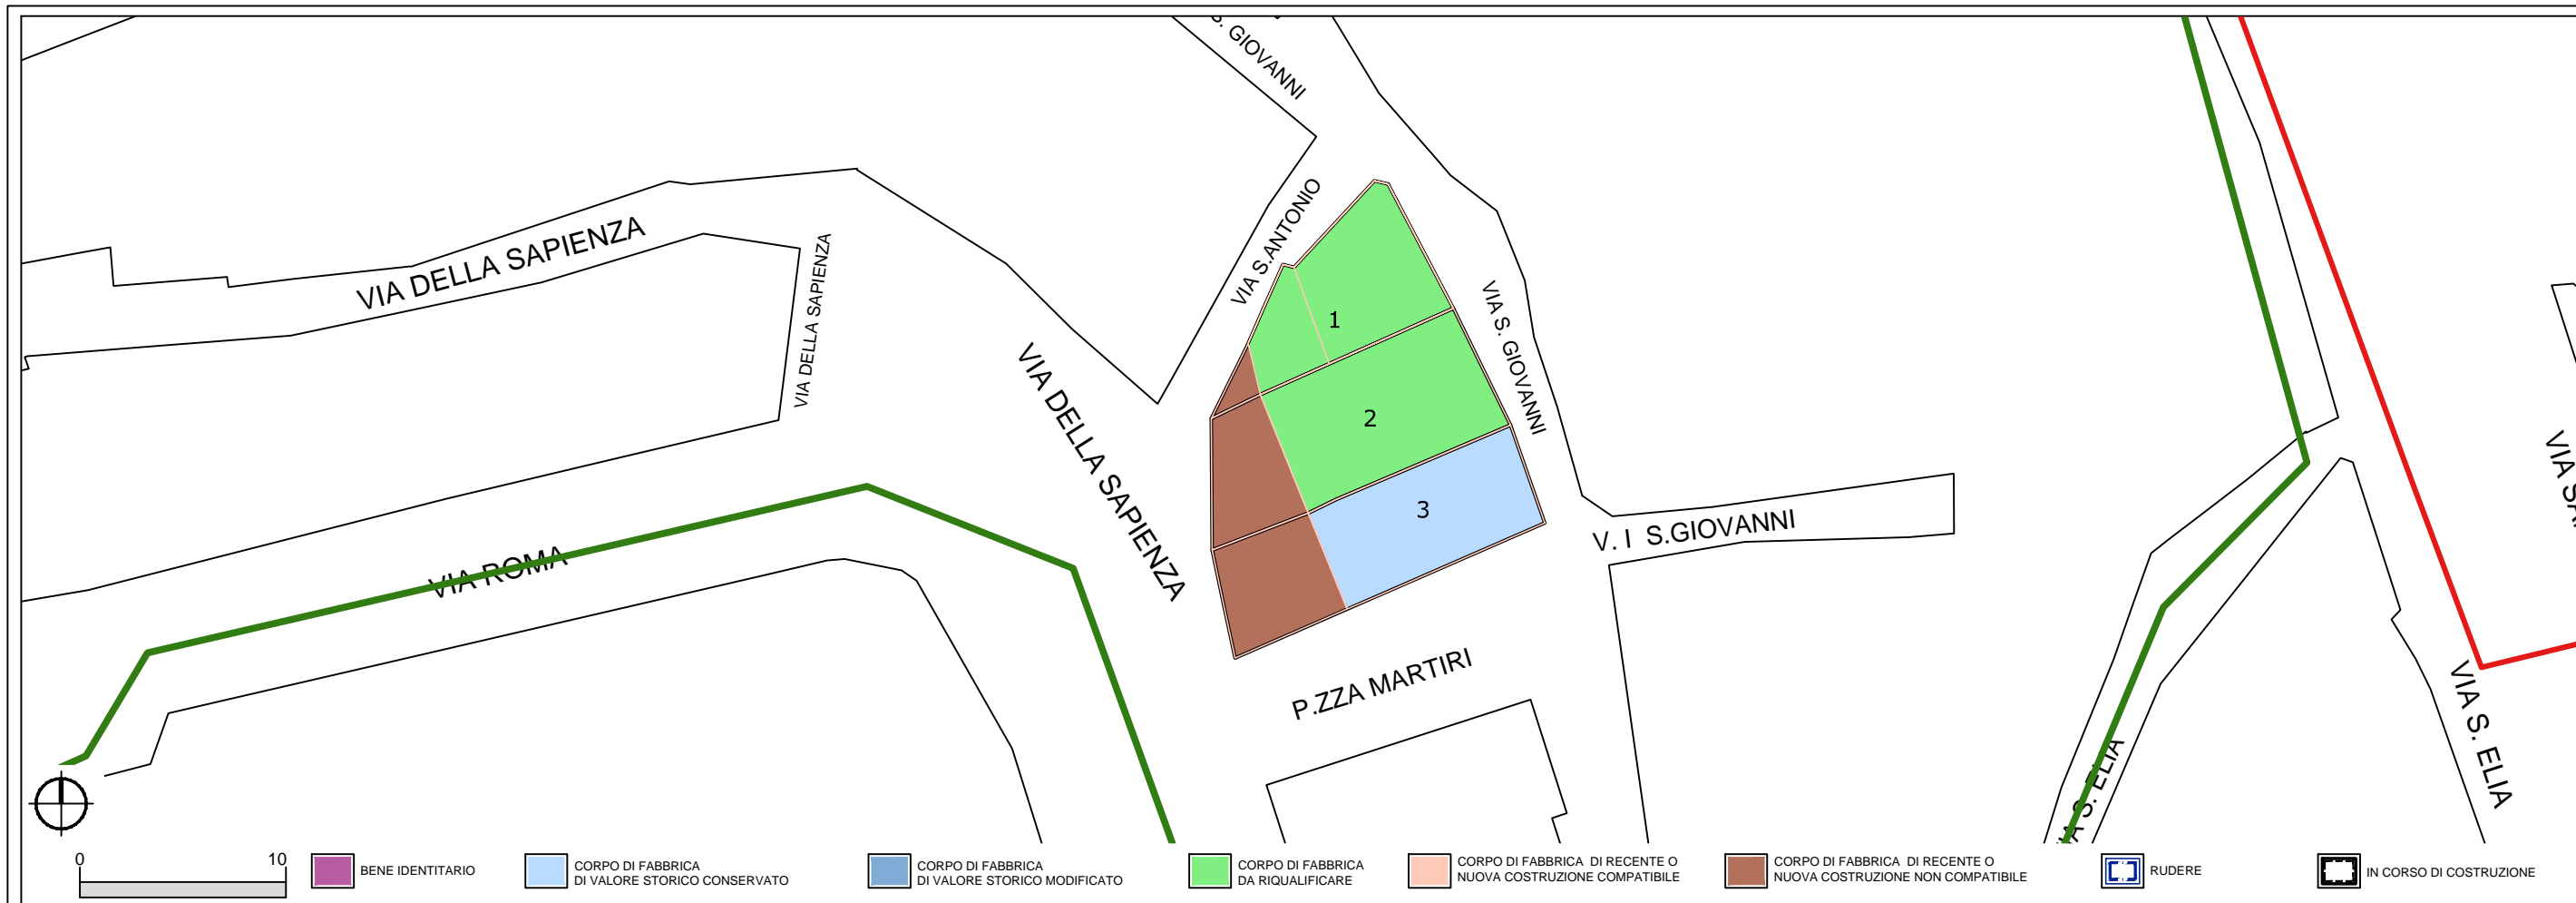 S. GIOVANNI
VIA S.ANTONIO
VIA DELLA SAPIENZA
VIA DELLA SAPIENZA
VIA DELLA SAPIENZA
VIA S. GIOVANNI
1
2
3
V. I S.GIOVANNI
VIA ROMA
P.ZZA MARTIRI
VIA
VIA S. ELIA
S. ELIA
0 10
BENE IDENTITARIO
CORPO DI FABBRICA
DI VALORE STORICO CONSERVATO
CORPO DI FABBRICA
DI VALORE STORICO MODIFICATO
CORPO DI FABBRICA
DA RIQUALIFICARE
CORPO DI FABBRICA DI RECENTE O
NUOVA COSTRUZIONE COMPATIBILE
CORPO DI FABBRICA DI RECENTE O
NUOVA COSTRUZIONE NON COMPATIBILE
RUDERE
IN CORSO DI COSTRUZIONE